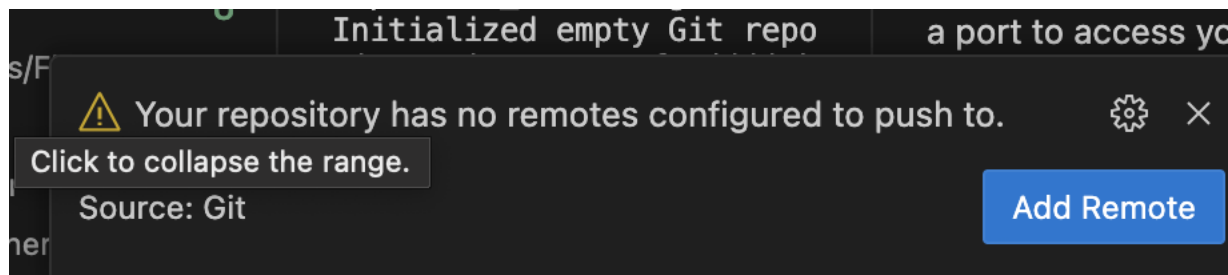 Initialized empty Git repo
a port to access yo
s/F
Your repository has no remotes configured to push to.
Click to collapse the range.
Source: Git
Add Remote
ner